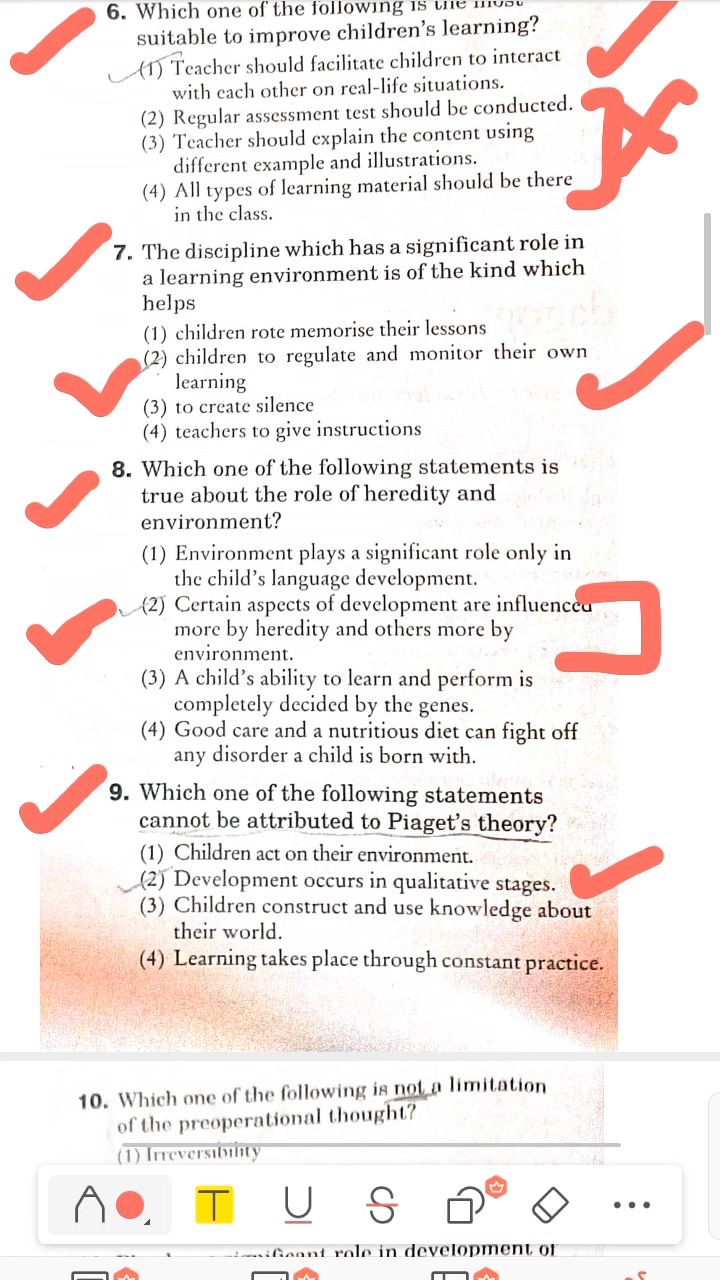 6. Which one of the following is the most
suitable to improve children's learning?
(1) Teacher should facilitate children to interact
with each other on real-life situations.
(2) Regular assessment test should be conducted.
(3) Teacher should explain the content using
different example and illustrations.
(4) All types of learning material should be there
in the class.
7. The discipline which has a significant role in
a learning environment is of the kind which
helps
(1) children rote memorise their lessons
(2) children to regulate and monitor their own
learning
(3) to create silence
(4) teachers to give instructions
8. Which one of the following statements is
true about the role of heredity and
environment?
(1) Environment plays a significant role only in
the child's language development.
(2) Certain aspects of development are influenced
more by heredity and others more by
environment.
(3) A child's ability to learn and perform is
completely decided by the genes.
(4) Good care and a nutritious diet can fight off
any disorder a child is born with.
9. Which one of the following statements
cannot be attributed to Piaget's theory?
(1) Children act on their environment.
(2) Development occurs in qualitative stages.
(3) Children construct and use knowledge about
their world.
(4) Learning takes place through constant practice.
10. Which one of the following is not a limitation
of the preoperational thought?
(1) Irreversibility
T U S
role in development of